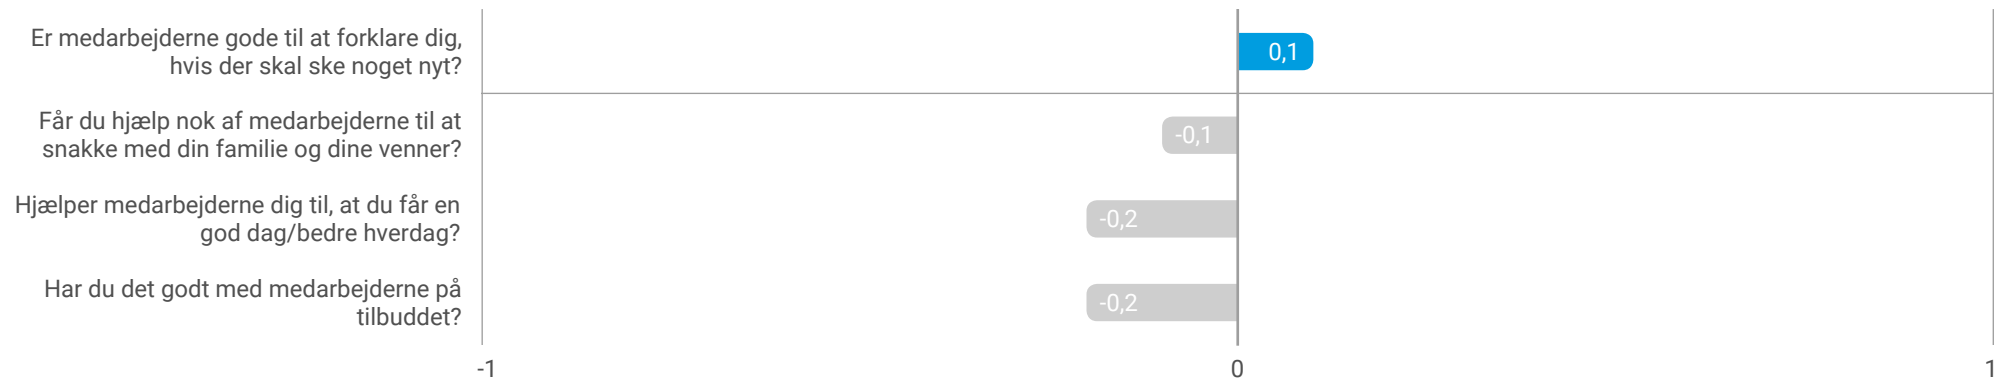 Er medarbejderne gode til at forklare dig,
hvis der skal ske noget nyt?
0,1
Får du hjælp nok af medarbejderne til at
snakke med din familie og dine venner?
-0,1
Hjælper medarbejderne dig til, at du får en
god dag/bedre hverdag?
-0,2
Har du det godt med medarbejderne på
tilbuddet?
-0,2
-1
0
1